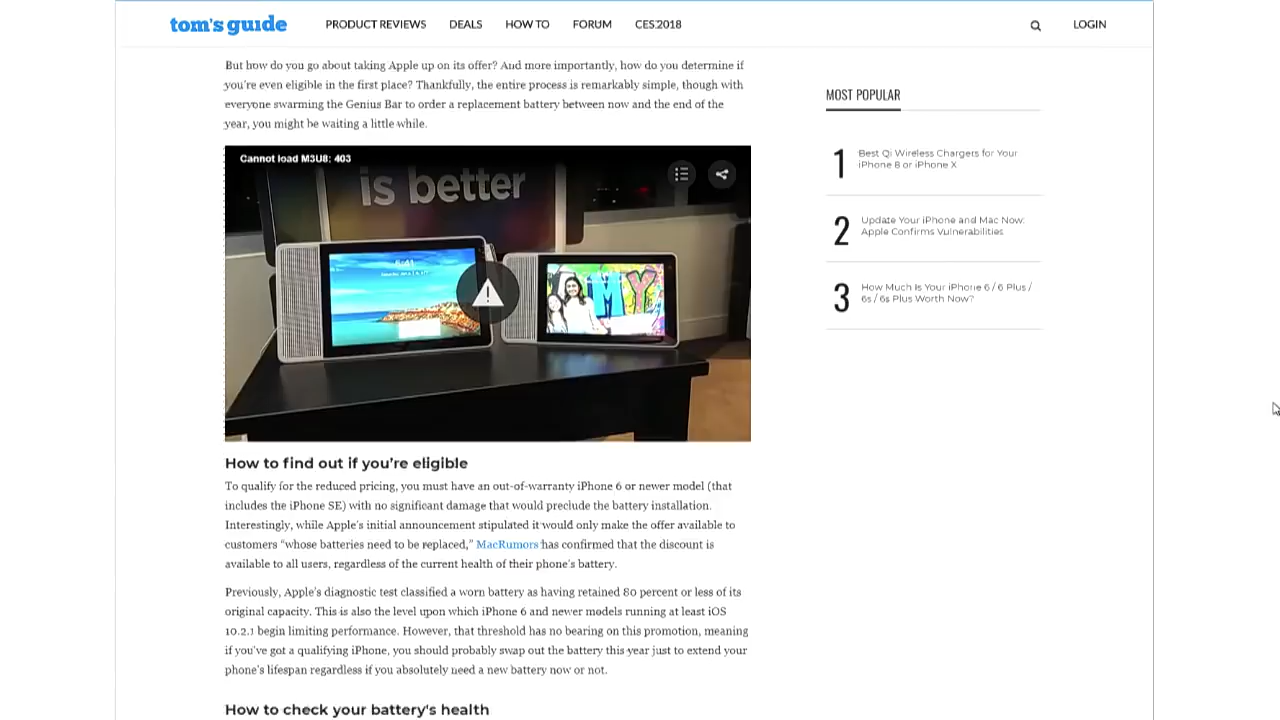 tom's guide PRODUCT REVIEWS DEALS HOW TO FORUM CES2018 LOGIN
But how do you go about taking Apple up on its offer? And more importantly, how do you determine if
you're even eligible in the first place? Thankfully, the entire process is remarkably simple, though with
everyone swarming the Genius Bar to order a replacement battery between now and the end of the
year, you might be waiting a little while.
Cannot load M3U8: 403
is better
MY
How to find out if you're eligible
To qualify for the reduced pricing, you must have an out-of-warranty iPhone 6 or newer model (that
includes the iPhone SE) with no significant damage that would preclude the battery installation.
Interestingly, while Apple's initial announcement stipulated it would only make the offer available to
customers "whose batteries need to be replaced," MacRumors has confirmed that the discount is
available to all users, regardless of the current health of their phone's battery.
Previously, Apple's diagnostic test classified a worn battery as having retained 80 percent or less of its
original capacity. This is also the level upon which iPhone 6 and newer models running at least iOS
10.2.1 begin limiting performance. However, that threshold has no bearing on this promotion, meaning
if you've got a qualifying iPhone, you should probably swap out the battery this year just to extend your
phone's lifespan regardless if you absolutely need a new battery now or not.
How to check your battery's health
MOST POPULAR
1 Best Qi Wireless Chargers for Your
iPhone 8 or iPhone X
2 Update Your iPhone and Mac Now:
Apple Confirms Vulnerabilities
3 How Much Is Your iPhone 6 / 6 Plus /
6s / 6s Plus Worth Now?